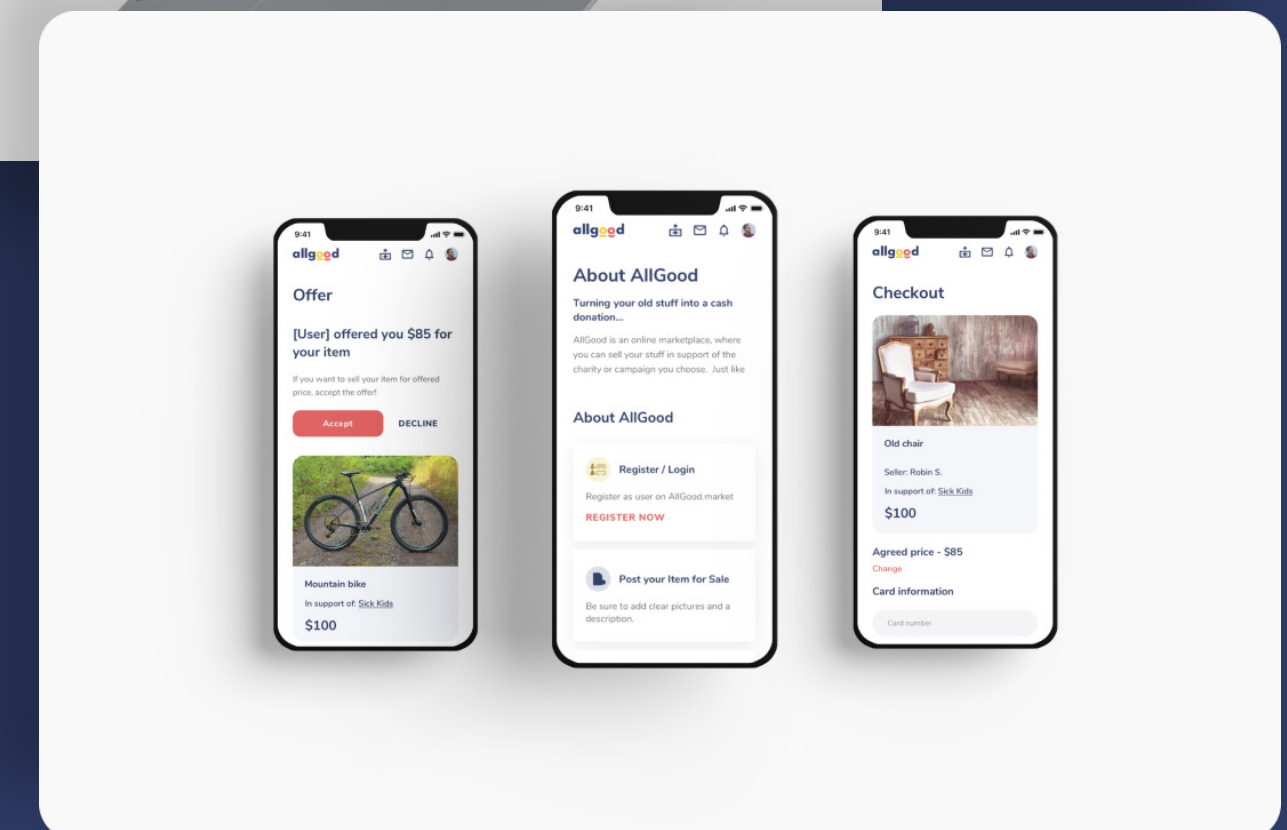 9:41
allgood
Offer
[User] offered you $85 for
your item
If you want to sell your item for offered
price, accept the offer!
Accept
DECLINE
Mountain bike
In support of: Sick Kids
$100
9:41
allgood
About AllGood
Turning your old stuff into a cash
donation...
AllGood is an online marketplace, where
you can sell your stuff in support of the
charity or campaign you choose. Just like
About AllGood
Register / Login
Register as user on AllGood.market
REGISTER NOW
Post your Item for Sale
Be sure to add clear pictures and a
description.
9:41
allgood
Checkout
Old chair
Seller: Robin S.
In support of: Sick Kids
$100
Agreed price - $85
Change
Card information
Card number